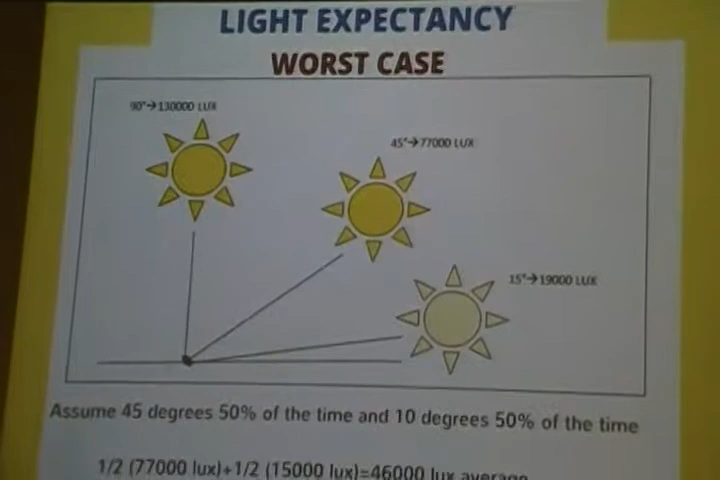 LIGHT EXPECTANCY
WORST CASE
90°→130000 LUX
45°→77000 LUX
15°→19000 LUX
Assume 45 degrees 50% of the time and 10 degrees 50% of the time
1/2 (77000 lux)+1/2 (15000 lux)=46000 lux average